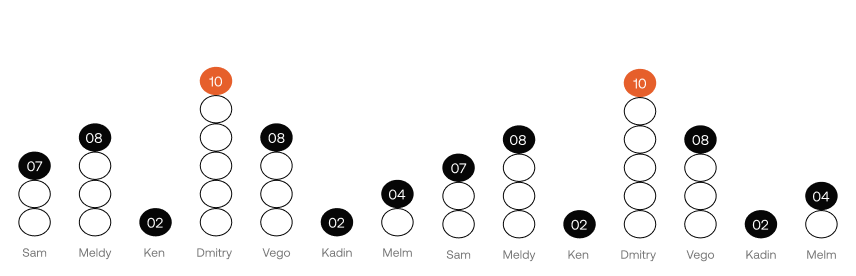 10 10
08 08 08 08
07 07
04 04
02 02 02 02
Sam Meldy Ken Dmitry Vego Kadin Melm Sam Meldy Ken Dmitry Vego Kadin Melm